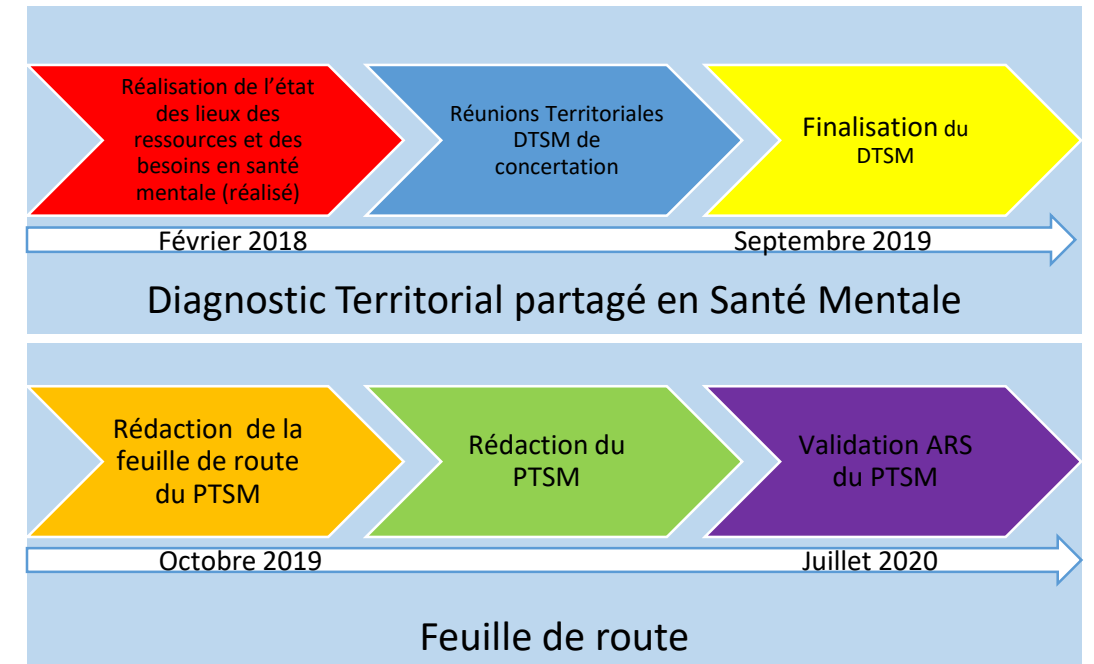 Réalisation de l’état
des lieux des
ressources et des
besoins en santé
mentale (réalisé)
Réunions Territoriales
DTSM de
concertation
Finalisation du
DTSM
Février 2018
Septembre 2019
Diagnostic Territorial partagé en Santé Mentale
Rédaction de la
feuille de route
du PTSM
Rédaction du
PTSM
Validation ARS
du PTSM
Octobre 2019
Juillet 2020
Feuille de route